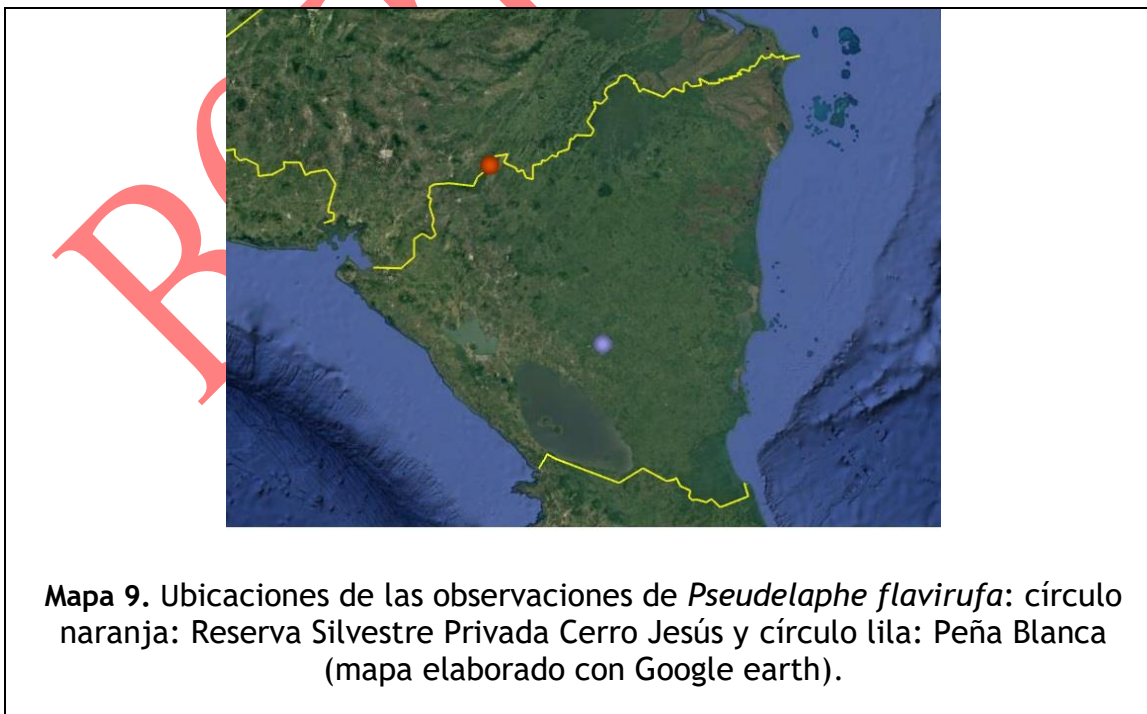 Mapa 9. Ubicaciones de las observaciones de Pseudelaphe flavirufa: círculo
naranja: Reserva Silvestre Privada Cerro Jesús y círculo lila: Peña Blanca
(mapa elaborado con Google earth).